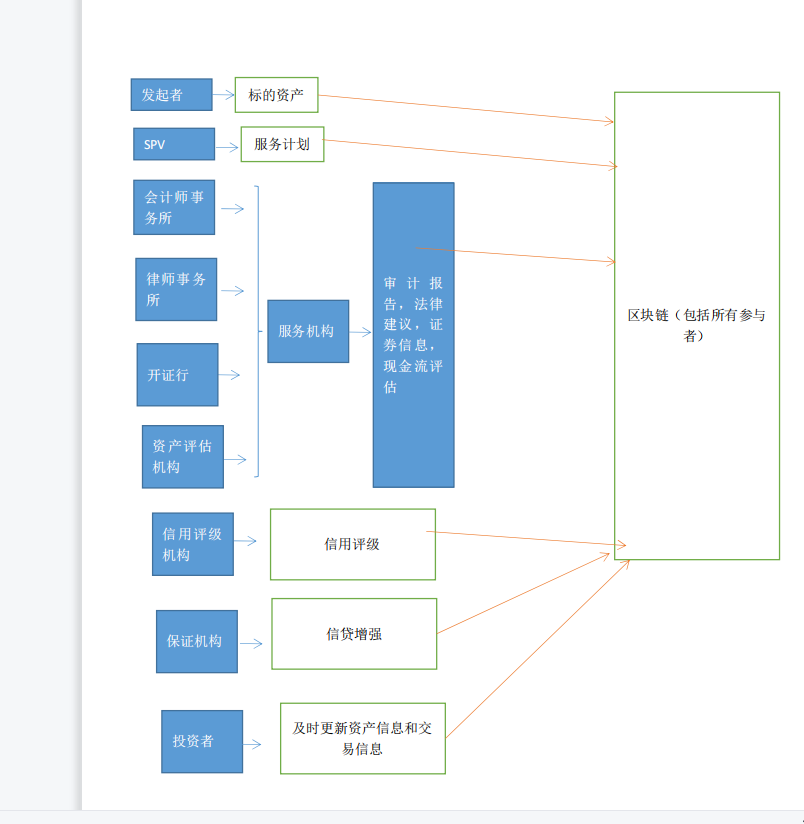 发起者
标的资产
SPV
服务计划
会计师事
务所
律师事务
所
开证行
资产评估
机构
服务机构
审计报
告，法律
建议，证
券信息，
现金流评
估
区块链（包括所有参与
者）
信用评级
机构
信用评级
保证机构
信贷增强
投资者
及时更新资产信息和交
易信息